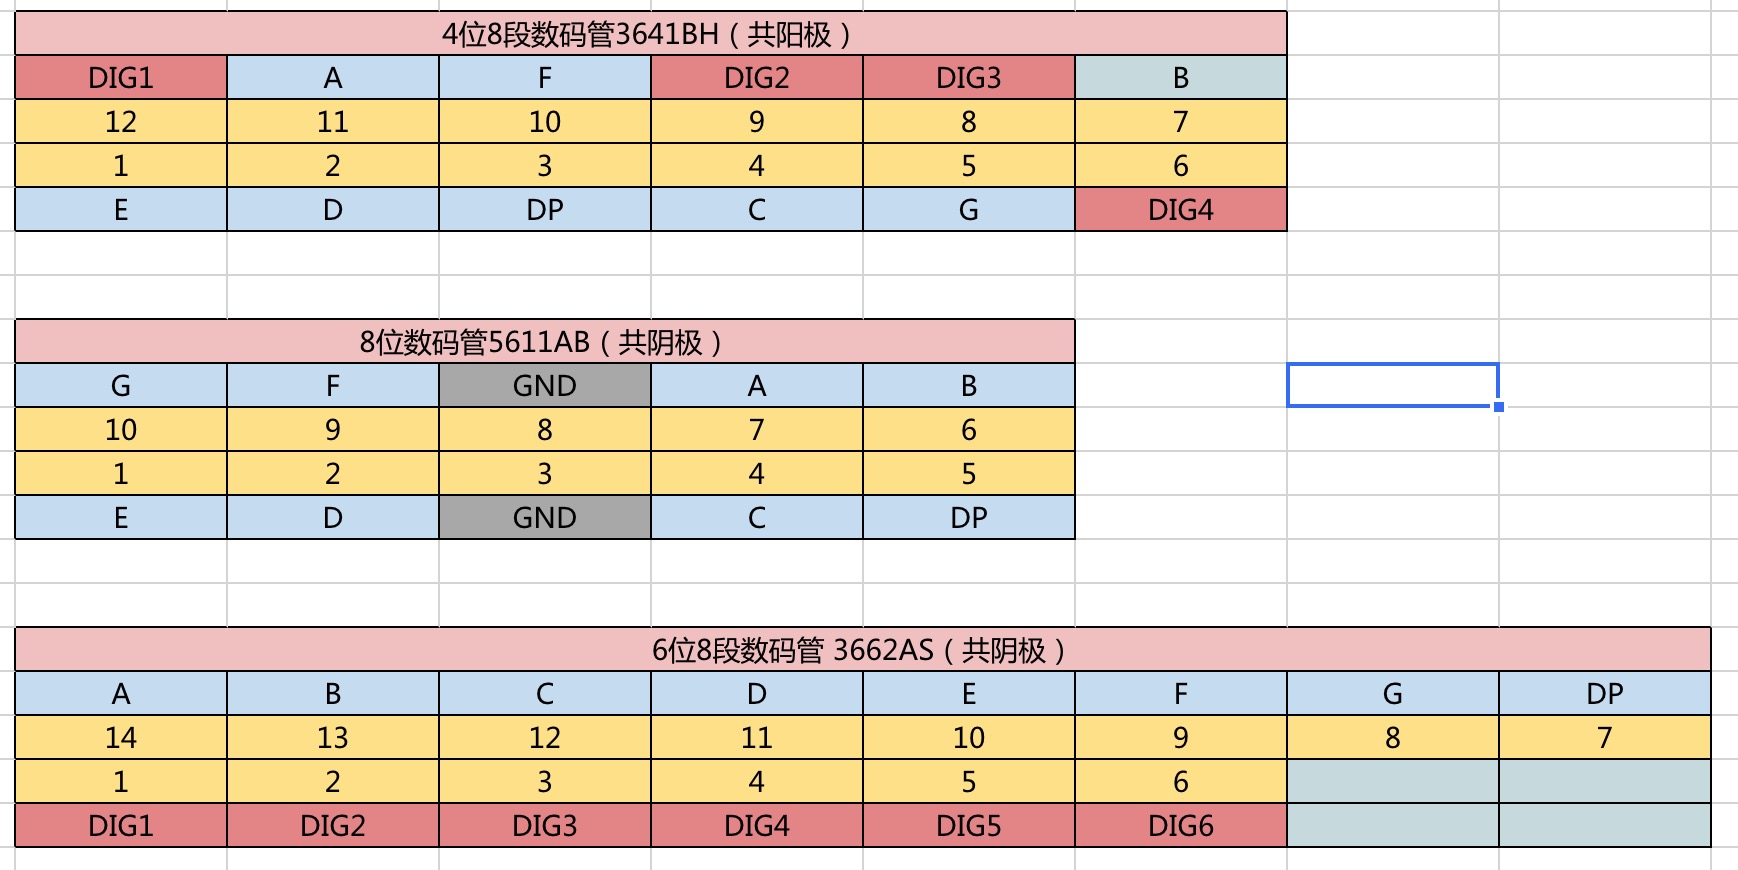 4位8段数码管3641BH（共阳极）
DIG1 A F DIG2 DIG3 B
12 11 10 9 8 7
1 2 3 4 5 6
E D DP C G DIG4
8位数码管5611AB（共阴极）
G F GND A B
10 9 8 7 6
1 2 3 4 5
E D GND C DP
6位8段数码管 3662AS（共阴极）
A B C D E F G DP
14 13 12 11 10 9 8 7
1 2 3 4 5 6
DIG1 DIG2 DIG3 DIG4 DIG5 DIG6